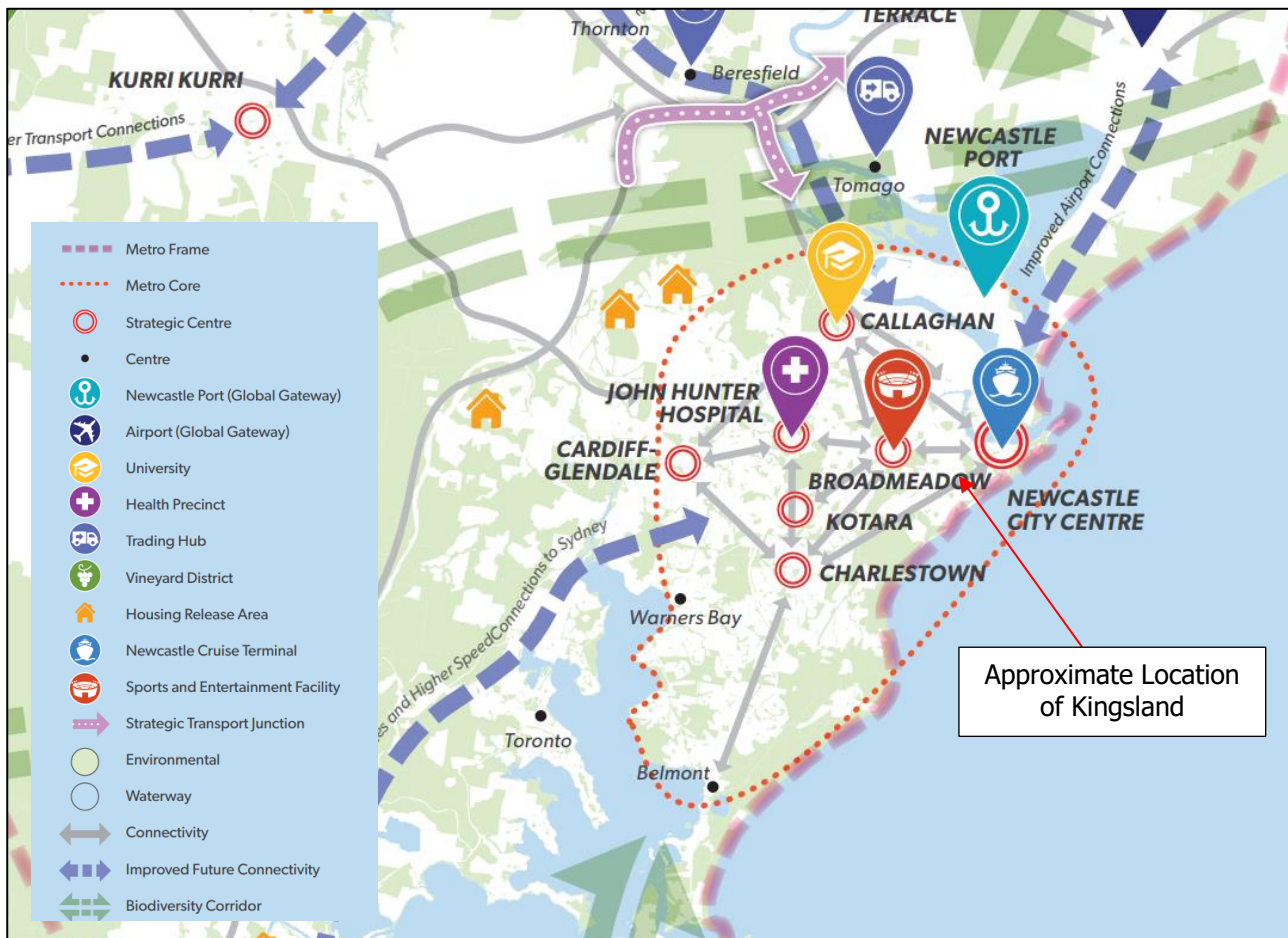 TERRACE
Thornton
KURRI KURRI
Beresfield
er Transport Connections
NEWCASTLE
PORT
Tomago
Improved Airport Connections
CALLAGHAN
JOHN HUNTER
HOSPITAL
CARDIFF-
GLENDALE
BROADMEADOW
NEWCASTLE
CITY CENTRE
KOTARA
CHARLESTOWN
Warners Bay
es and Higher SpeedConnections to Sydney
Toronto
Belmont
Approximate Location
of Kingsland
Metro Frame
Metro Core
Strategic Centre
Centre
Newcastle Port (Global Gateway)
Airport (Global Gateway)
University
Health Precinct
Trading Hub
Vineyard District
Housing Release Area
Newcastle Cruise Terminal
Sports and Entertainment Facility
Strategic Transport Junction
Environmental
Waterway
Connectivity
Improved Future Connectivity
Biodiversity Corridor